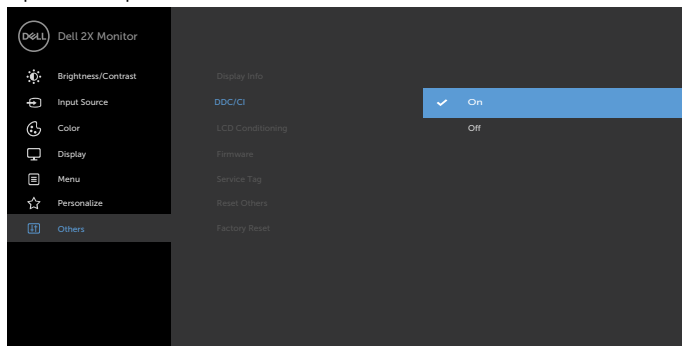 DELL Dell 2X Monitor
Brightness/Contrast
Display Info
Input Source
DDC/CI
On
Color
LCD Conditioning
Off
Display
Firmware
Menu
Service Tag
Personalize
Reset Others
Others
Factory Reset